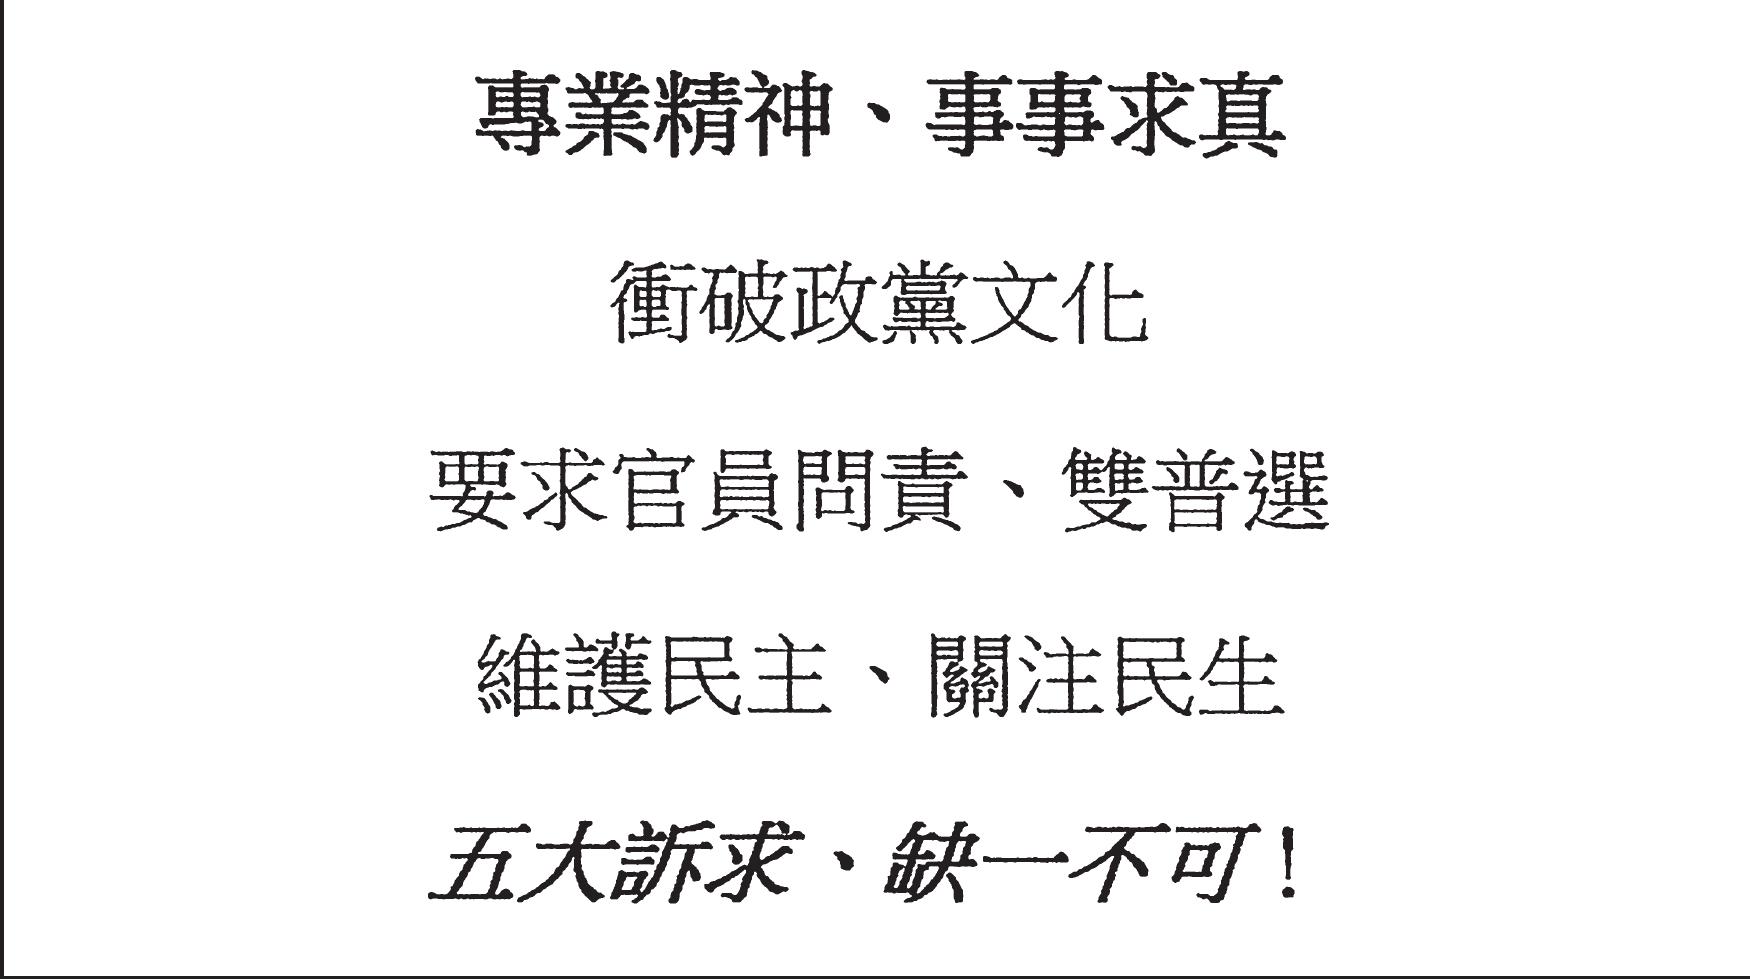 專業精神、事事求真
衝破政黨文化
要求官員問責、雙普選
維護民主、關注民生
五大訴求、缺一不可！